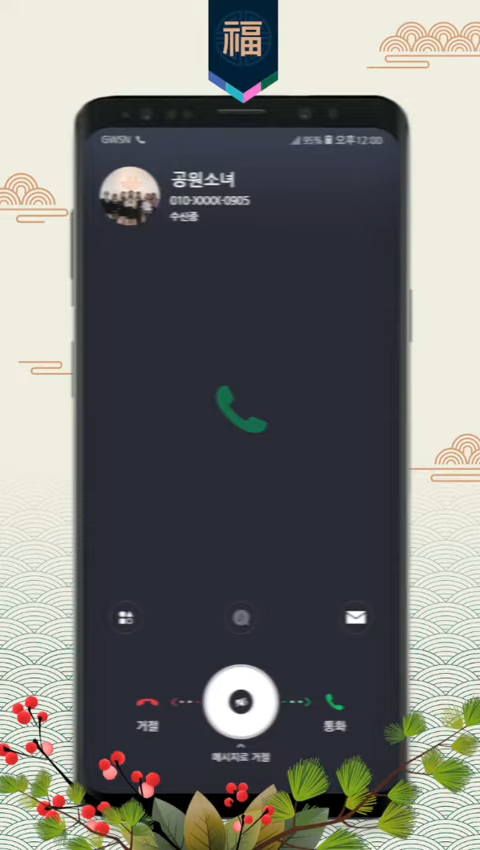 福
GWSN 95% 오후 12:00
공원소녀
010-XXXX-0905
수신중
거절 통화
메시지로 거절